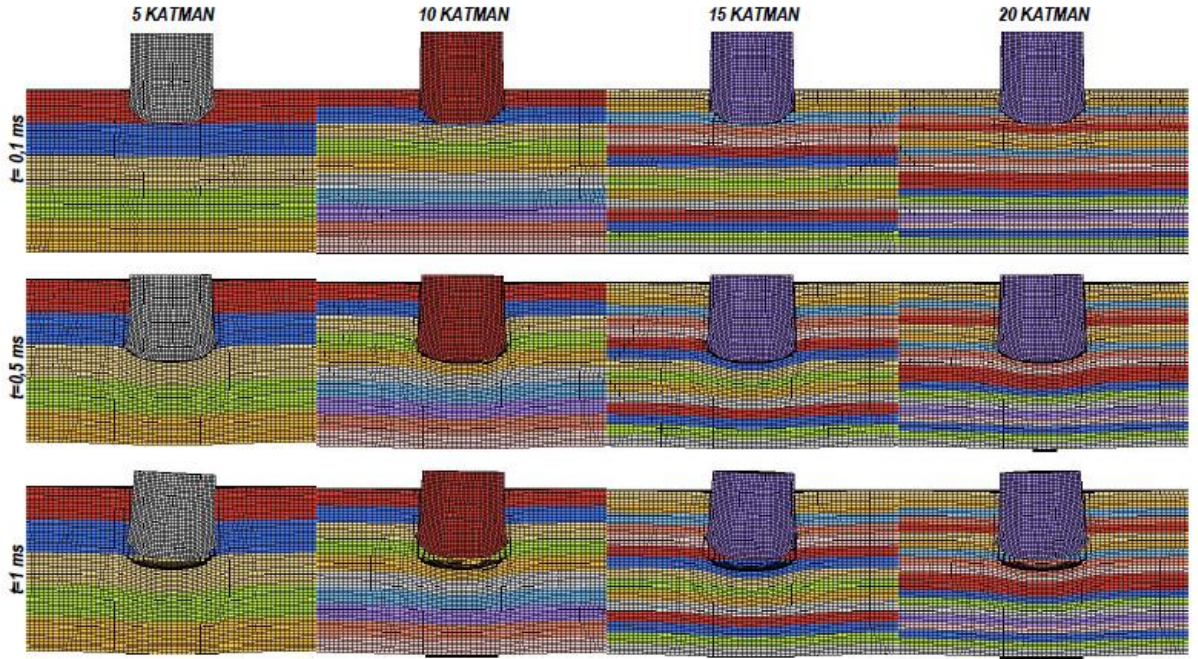 5 KATMAN
10 KATMAN
15 KATMAN
20 KATMAN
t= 0,1 ms
t=0,5 ms
t=1 ms